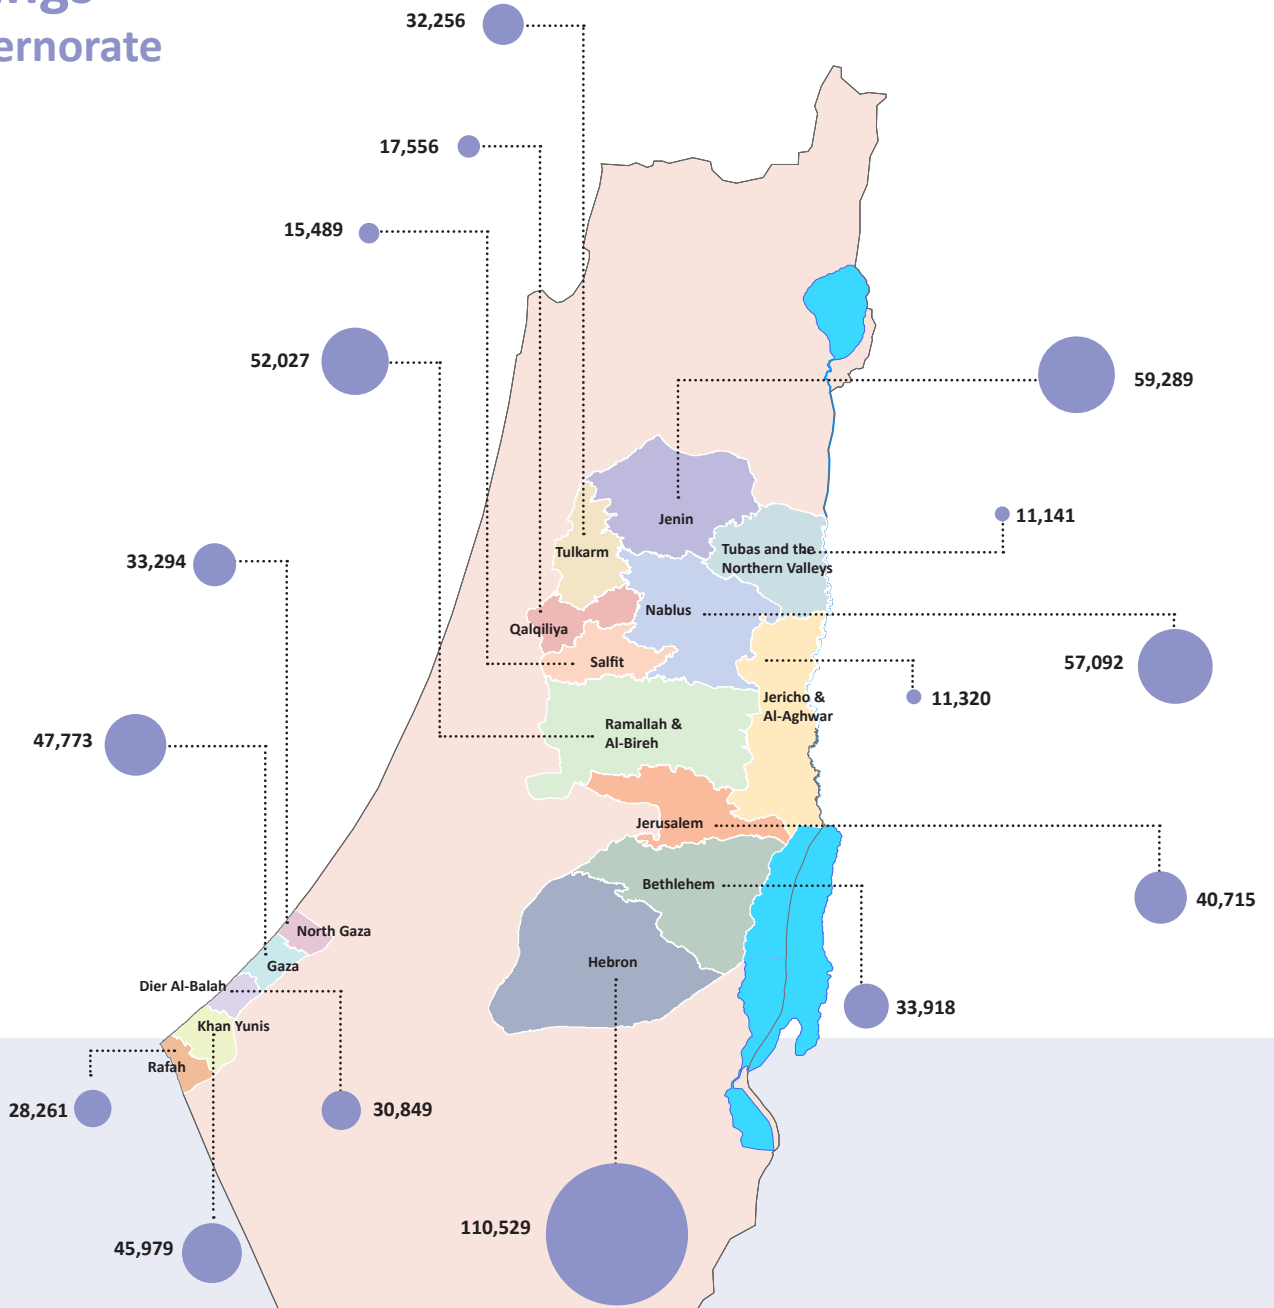 ernorate
32,256
17,556
15,489
52,027
59,289
Jenin
11,141
Tulkarm
Tubas and the
Northern Valleys
33,294
Nablus
Qalqiliya
Salfit
57,092
11,320
Jericho &
Al-Aghwar
Ramallah &
Al-Bireh
47,773
Jerusalem
Bethlehem
40,715
North Gaza
Hebron
Gaza
Dier Al-Balah
33,918
Khan Yunis
Rafah
28,261
30,849
110,529
45,979